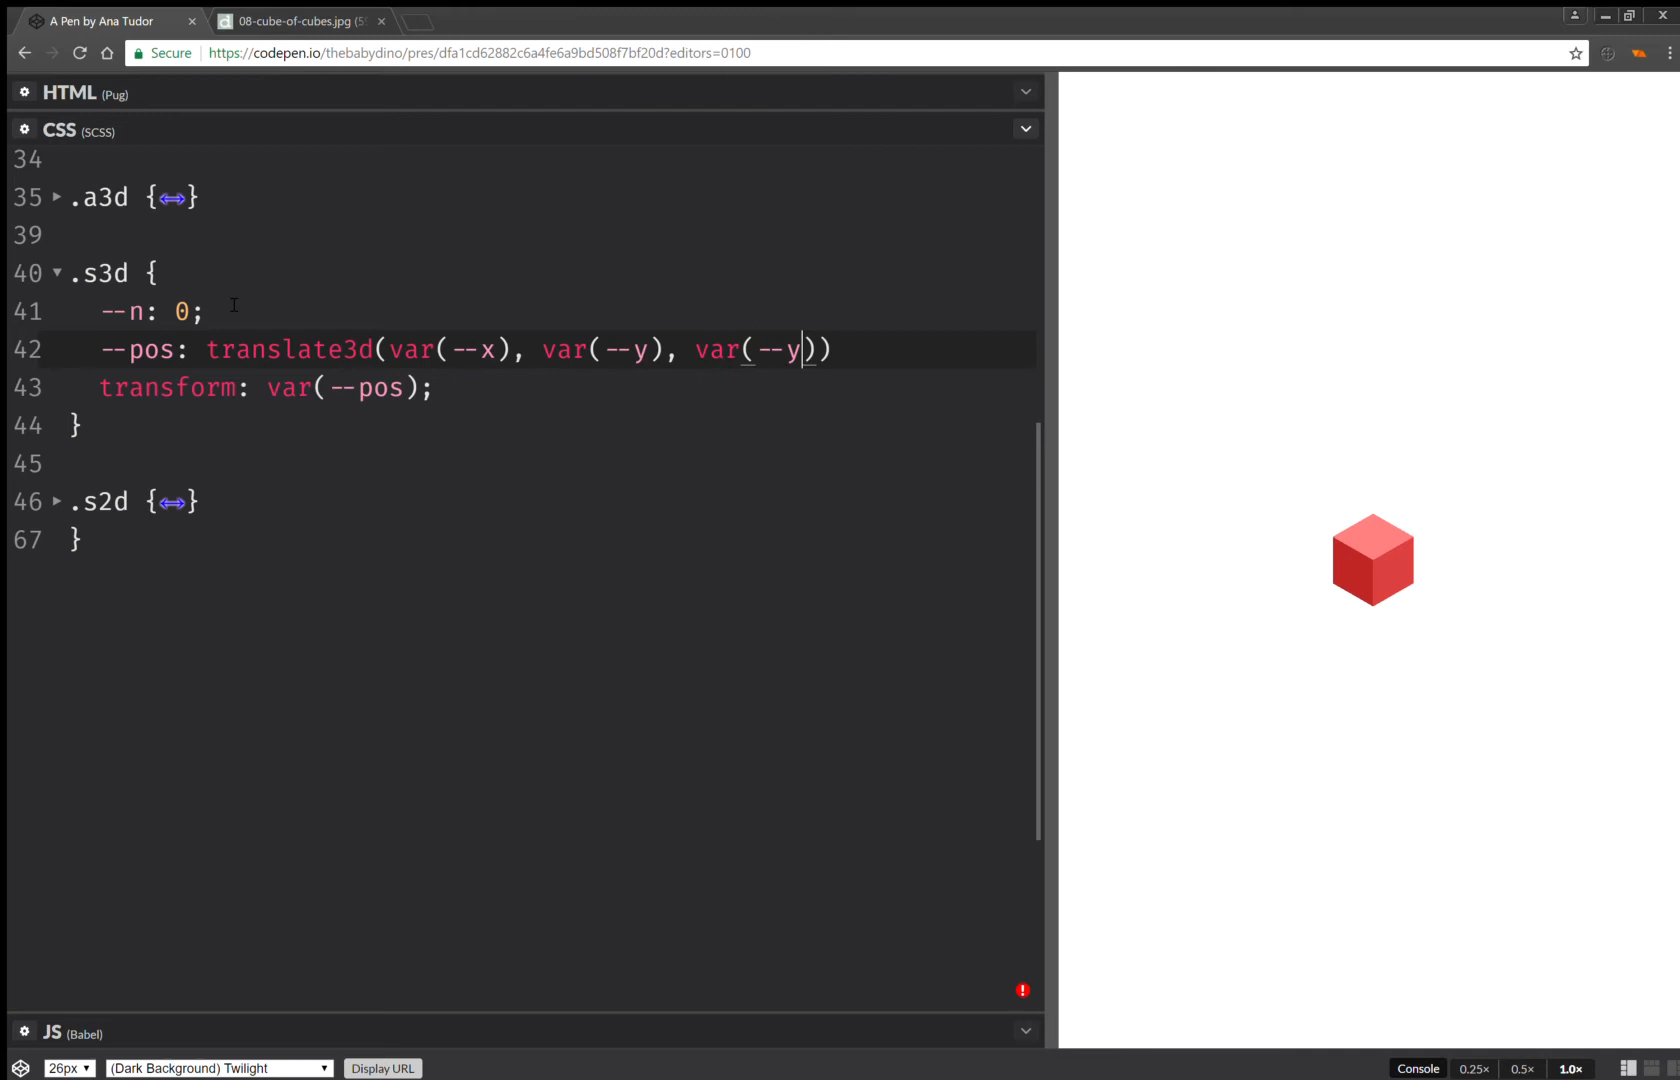 A Pen by Ana Tudor
08-cube-of-cubes.jpg (5
Secure
https://codepen.io/thebabydino/pres/dfa1cd62882c6a4fe6a9bd508f7bf20d?editors=0100
HTML (Pug)
CSS (SCSS)
34
35 .a3d {↔}
39
40 .s3d {
41 --n: 0;
42 --pos: translate3d(var(--x), var(--y), var(--y))
43 transform: var(--pos);
44 }
45
46 .s2d {↔}
67 }
JS (Babel)
26px (Dark Background) Twilight Display URL
Console 0.25× 0.5× 1.0×